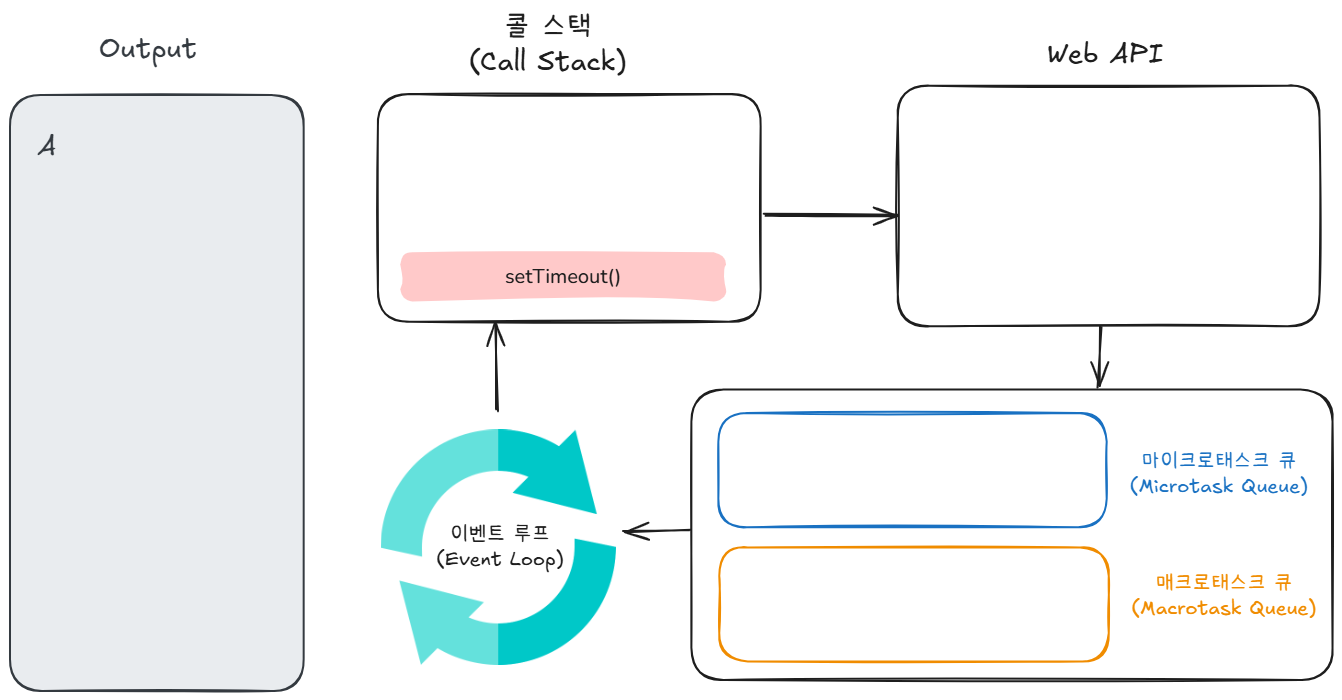 Output
콜 스택
(Call Stack)
Web API
A
setTimeout()
마이크로태스크 큐
(Microtask Queue)
이벤트 루프
(Event Loop)
매크로태스크 큐
(Macrotask Queue)